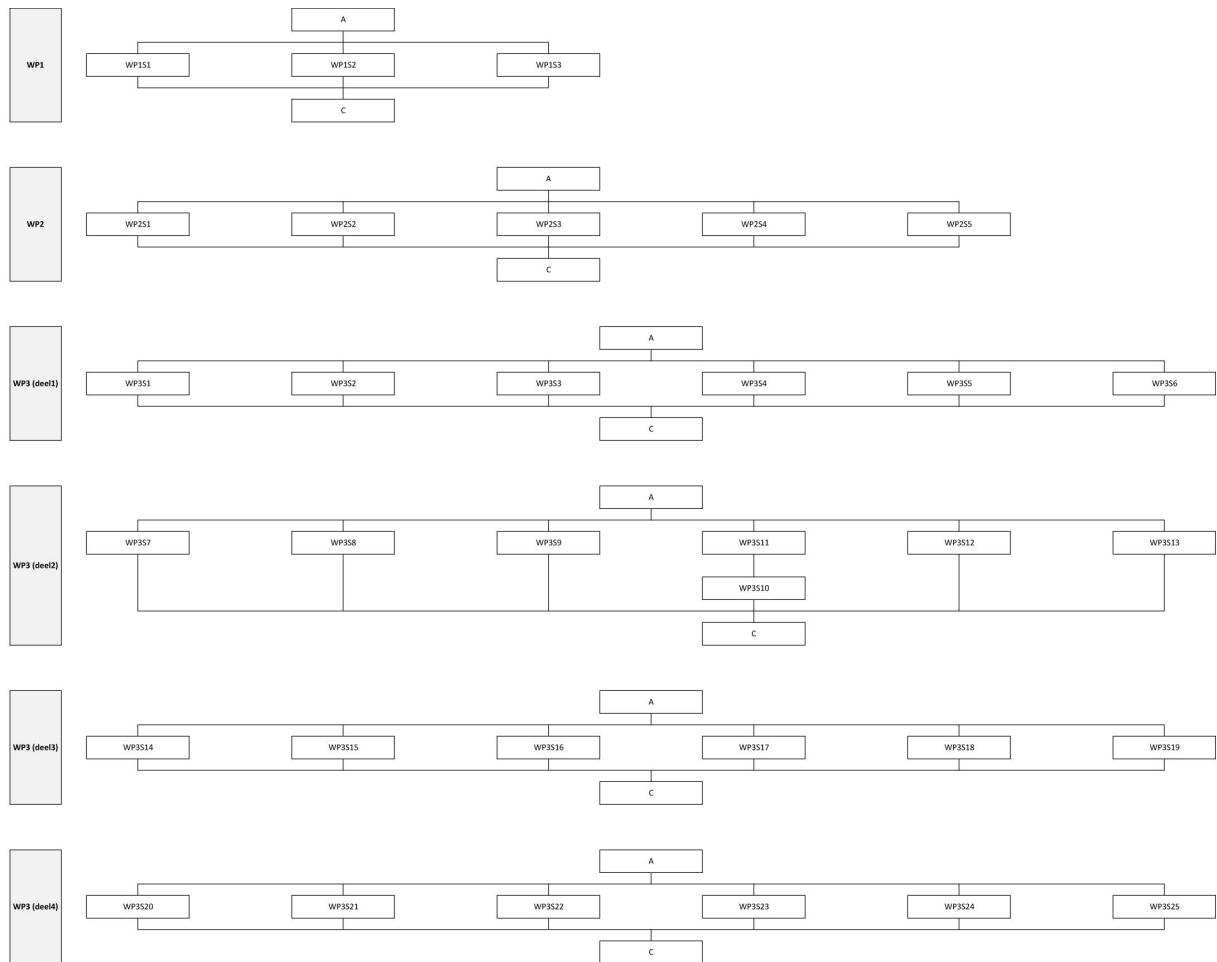 A
WP1
WP1S1 WP1S2 WP1S3
C
A
WP2
WP2S1 WP2S2 WP2S3 WP2S4 WP2S5
C
A
WP3 (deel1)
WP3S1 WP3S2 WP3S3 WP3S4 WP3S5 WP3S6
C
A
WP3S7 WP3S8 WP3S9 WP3S11 WP3S12 WP3S13
WP3 (deel2)
WP3S10
C
A
WP3 (deel3)
WP3S14 WP3S15 WP3S16 WP3S17 WP3S18 WP3S19
C
A
WP3 (deel4)
WP3S20 WP3S21 WP3S22 WP3S23 WP3S24 WP3S25
C